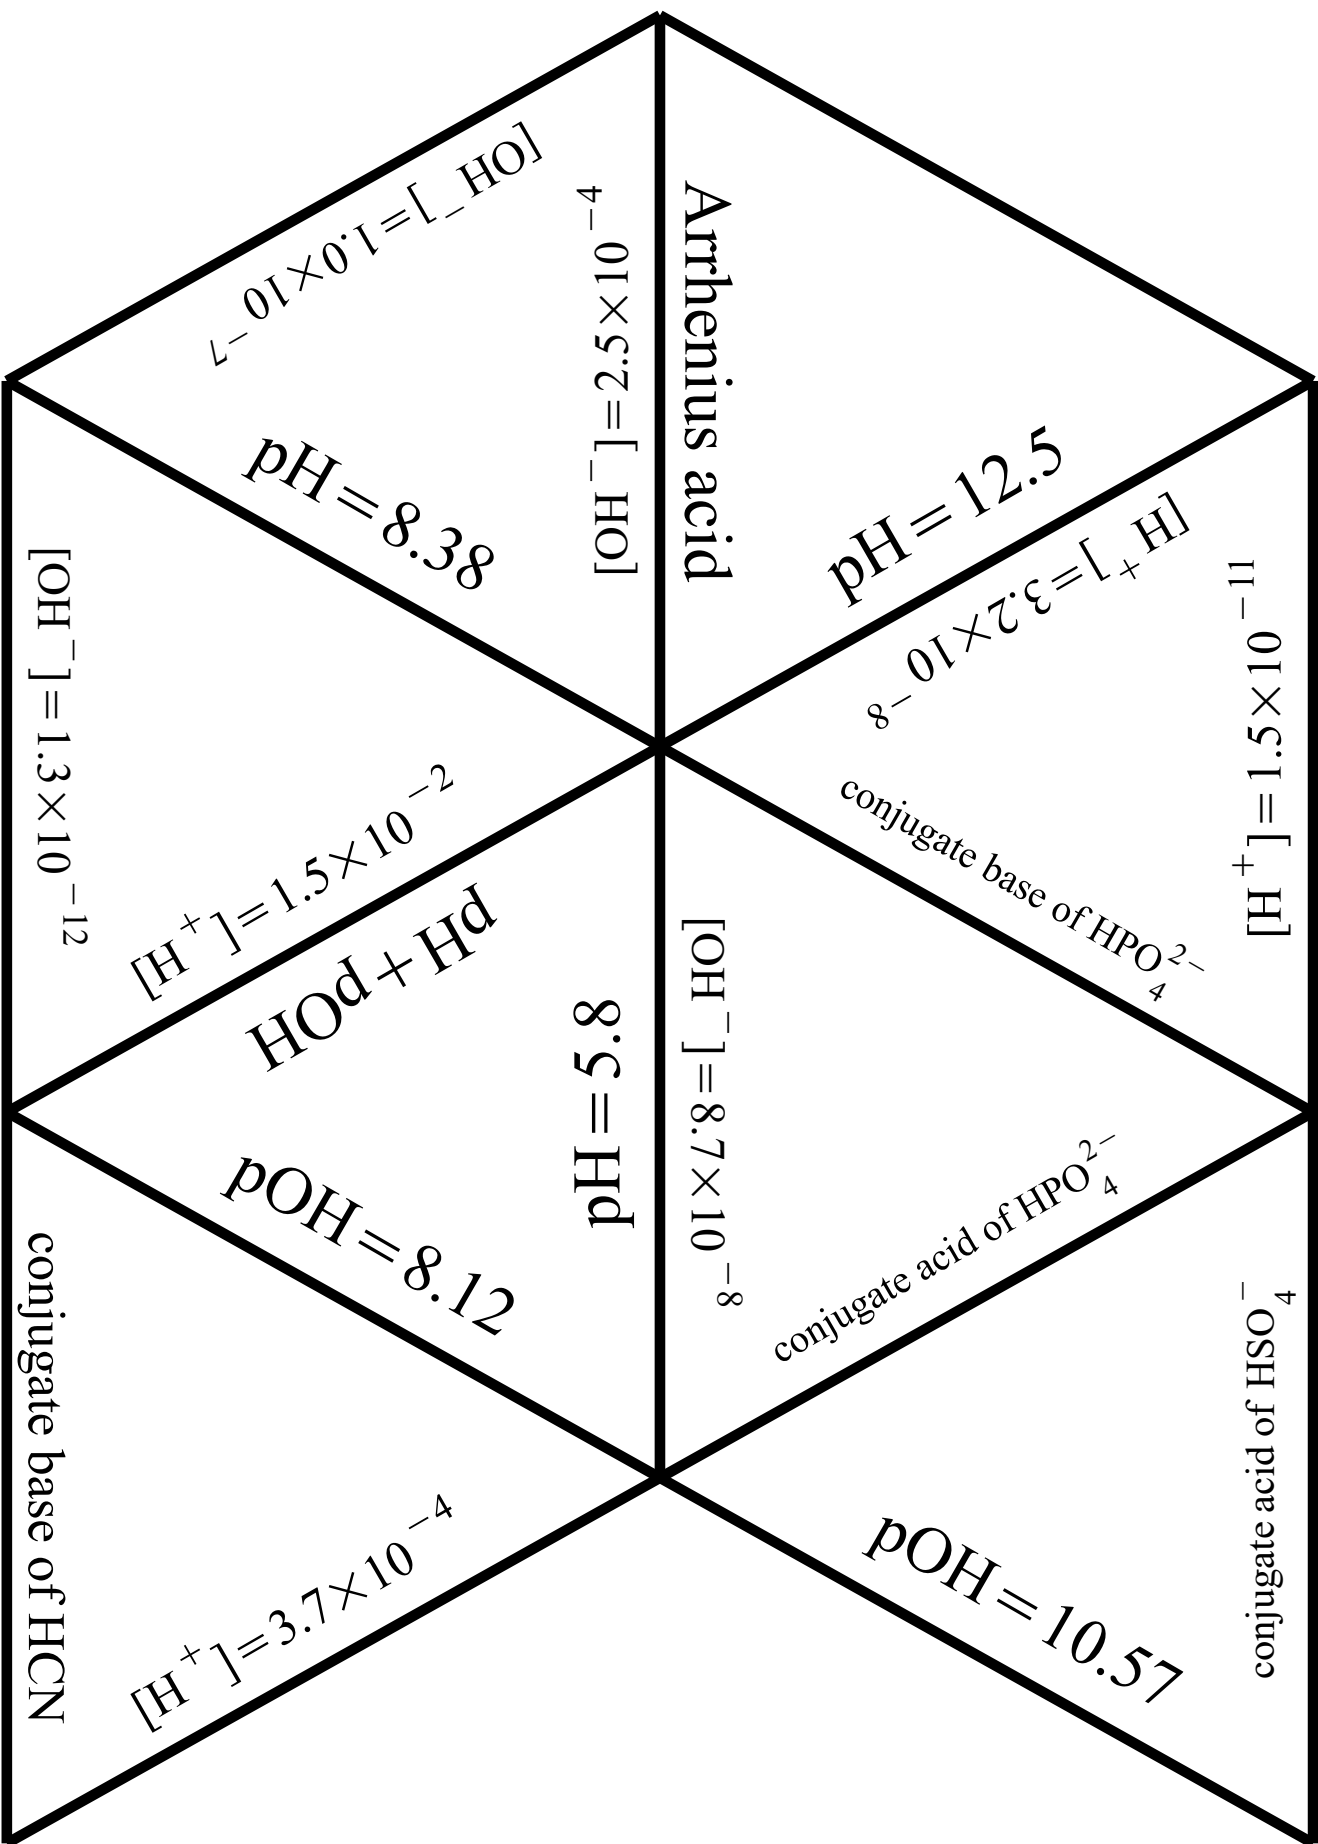 [OH⁻]=1.0×10⁻⁷
[OH⁻]=2.5×10⁻⁴
pH=8.38
Arrhenius acid
pH=12.5
[OH⁻]=1.3×10⁻¹²
[H⁺]=1.5×10⁻²
[H⁺]=3.2×10⁻⁸
[H⁺]=1.5×10⁻¹¹
conjugate base of HPO₄²⁻
pH+pOH
pH=5.8
pOH=8.12
[OH⁻]=8.7×10⁻⁸
conjugate acid of HPO₄²⁻
conjugate base of HCN
[H⁺]=3.7×10⁻⁴
conjugate acid of HSO₄⁻
pOH=10.57